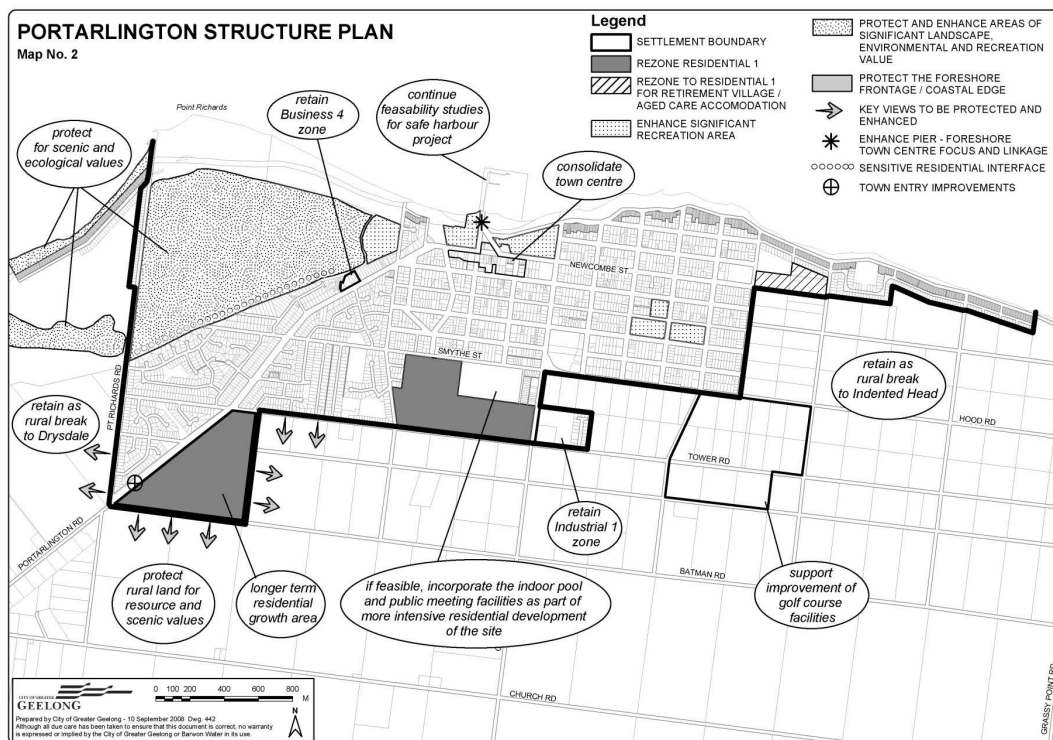 PORTARLINGTON STRUCTURE PLAN
Map No. 2
Legend
SETTLEMENT BOUNDARY
REZONE RESIDENTIAL 1
REZONE TO RESIDENTIAL 1
FOR RETIREMENT VILLAGE /
AGED CARE ACCOMODATION
ENHANCE SIGNIFICANT
RECREATION AREA
PROTECT AND ENHANCE AREAS OF
SIGNIFICANT LANDSCAPE,
ENVIRONMENTAL AND RECREATION
VALUE
PROTECT THE FORESHORE
FRONTAGE / COASTAL EDGE
KEY VIEWS TO BE PROTECTED AND
ENHANCED
ENHANCE PIER - FORESHORE
TOWN CENTRE FOCUS AND LINKAGE
SENSITIVE RESIDENTIAL INTERFACE
TOWN ENTRY IMPROVEMENTS
Point Richards
protect
for scenic and
ecological values
retain
Business 4
zone
continue
feasability studies
for safe harbour
project
consolidate
town centre
NEWCOMBE ST
SMYTHE ST
PT RICHARDS RD
retain as
rural break
to Drysdale
retain as
rural break
to Indented Head
HOOD RD
TOWER RD
PORTARLINGTON RD
BATMAN RD
protect
rural land for
resource and
scenic values
longer term
residential
growth area
if feasible, incorporate the indoor pool
and public meeting facilities as part of
more intensive residential development
of the site
retain
Industrial 1
zone
support
improvement of
golf course
facilities
CHURCH RD
GRASSY POINT RD
CITY OF GREATER
GEELONG
0 100 200 400 600 800
M
N
Prepared by City of Greater Geelong - 10 September 2008 Dwg. 442
Although all due care has been taken to ensure that this document is correct, no warranty
is expressed or implied by the City of Greater Geelong or Barwon Water in its use.